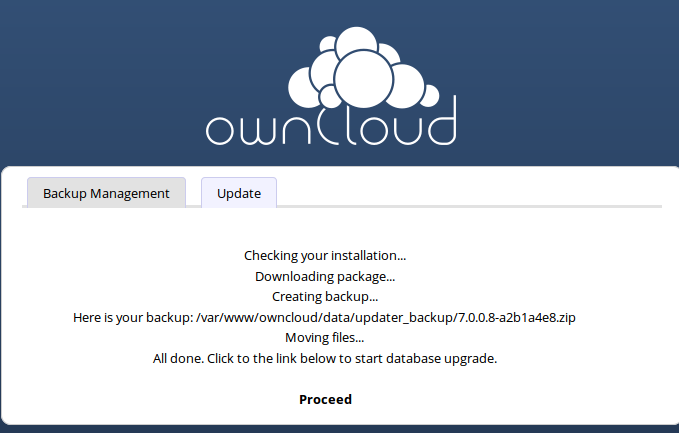 ownCloud
Backup Management
Update
Checking your installation...
Downloading package...
Creating backup...
Here is your backup: /var/www/owncloud/data/updater_backup/7.0.0.8-a2b1a4e8.zip
Moving files...
All done. Click to the link below to start database upgrade.
Proceed